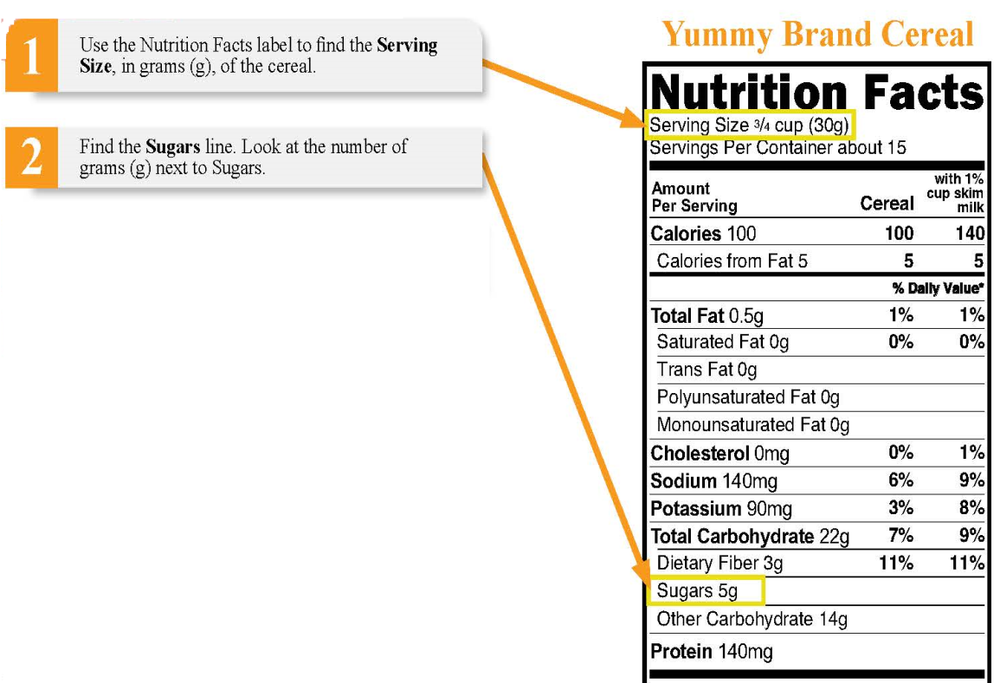 1
Use the Nutrition Facts label to find the Serving
Size, in grams (g), of the cereal.
2
Find the Sugars line. Look at the number of
grams (g) next to Sugars.
Yummy Brand Cereal
Nutrition Facts
Serving Size 3/4 cup (30g)
Servings Per Container about 15
Amount
Per Serving
Cereal
with 1%
cup skim
milk
Calories 100 100 140
Calories from Fat 5 5 5
% Daily Value*
Total Fat 0.5g 1% 1%
Saturated Fat 0g 0% 0%
Trans Fat 0g
Polyunsaturated Fat 0g
Monounsaturated Fat 0g
Cholesterol 0mg 0% 1%
Sodium 140mg 6% 9%
Potassium 90mg 3% 8%
Total Carbohydrate 22g 7% 9%
Dietary Fiber 3g 11% 11%
Sugars 5g
Other Carbohydrate 14g
Protein 140mg